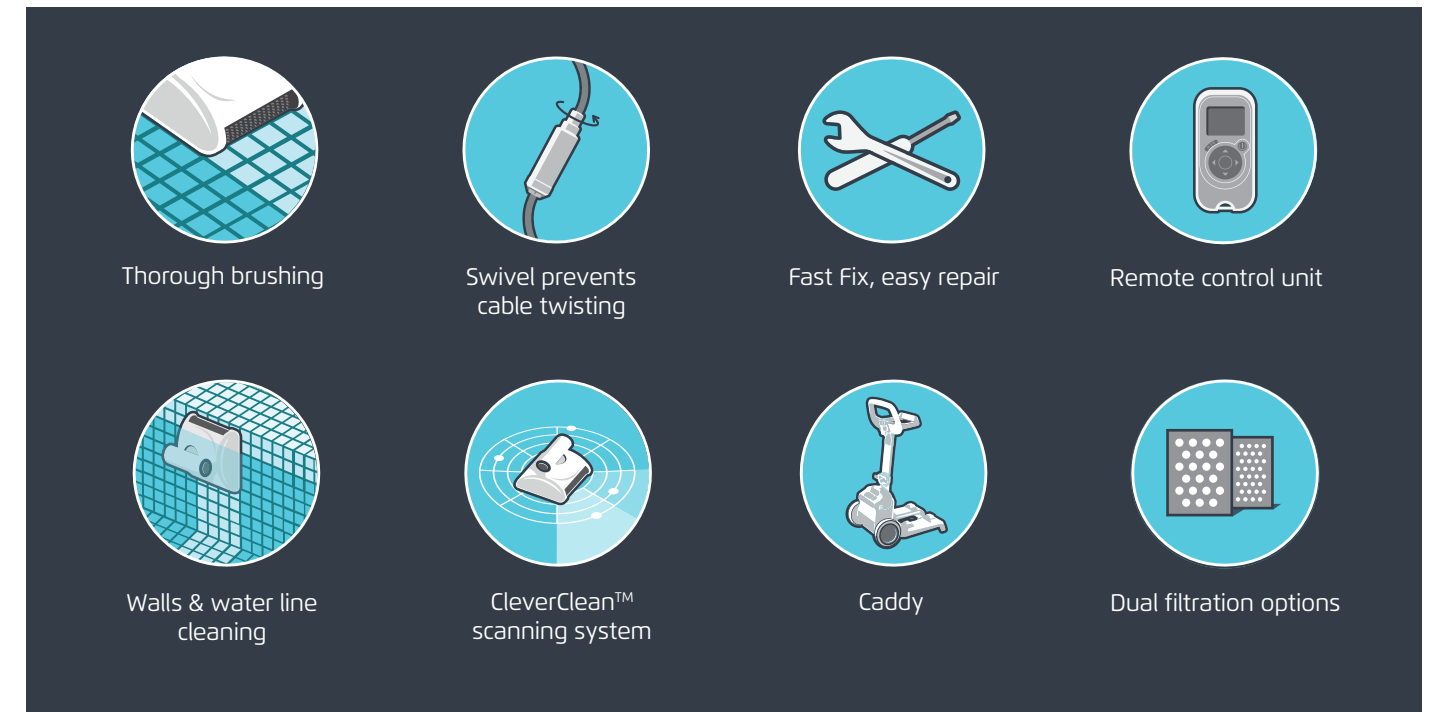 Thorough brushing
Swivel prevents
cable twisting
Fast Fix, easy repair
Remote control unit
Walls & water line
cleaning
CleverClean™
scanning system
Caddy
Dual filtration options